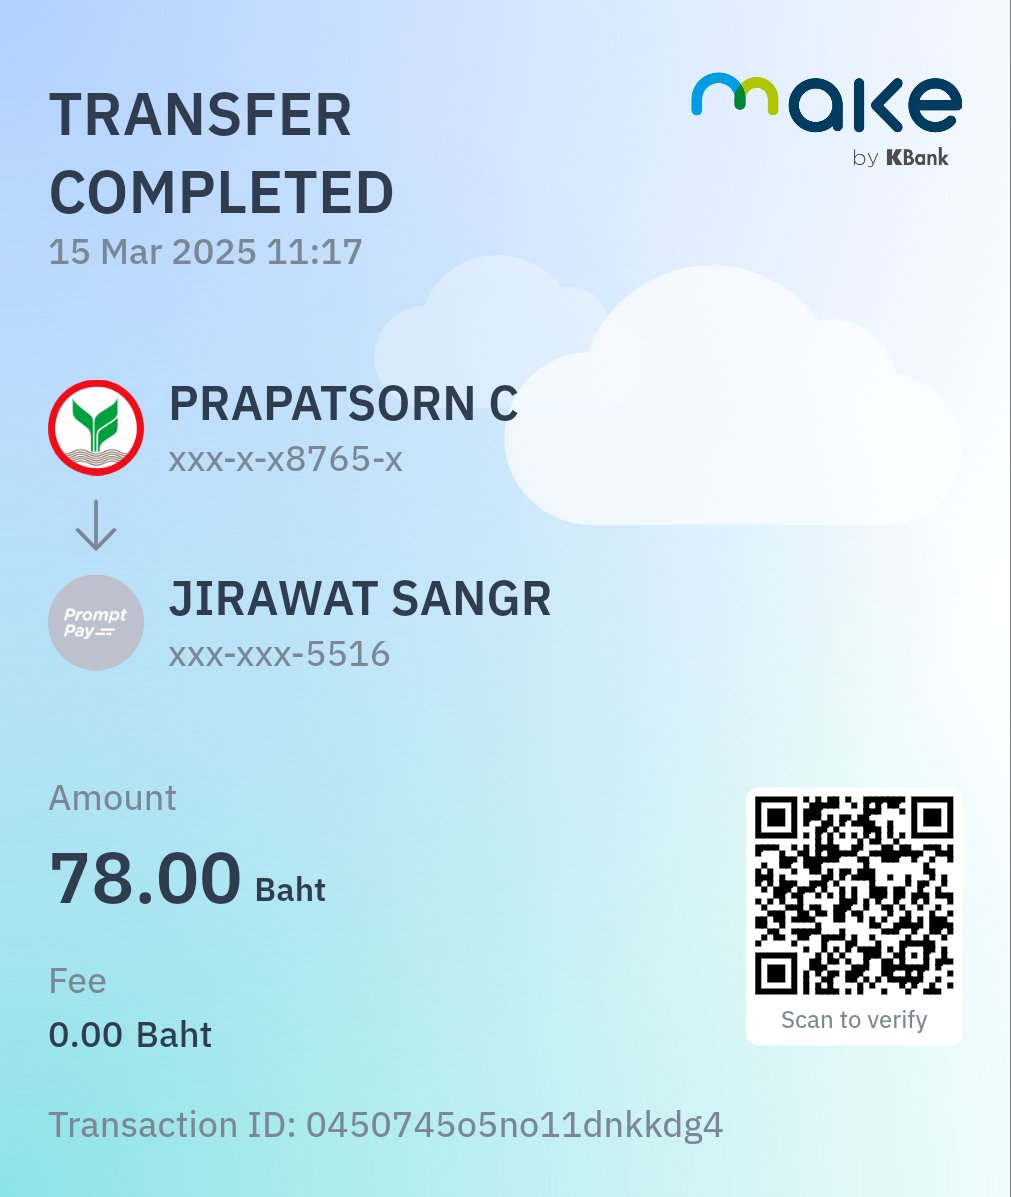 TRANSFER
COMPLETED
15 Mar 2025 11:17
make
by KBank
PRAPATSORN C
xxx-x-x8765-x
Prompt
Pay
JIRAWAT SANGR
xxx-xxx-5516
Amount
78.00 Baht
Fee
0.00 Baht
Scan to verify
Transaction ID: 0450745o5no11dnkkdg4